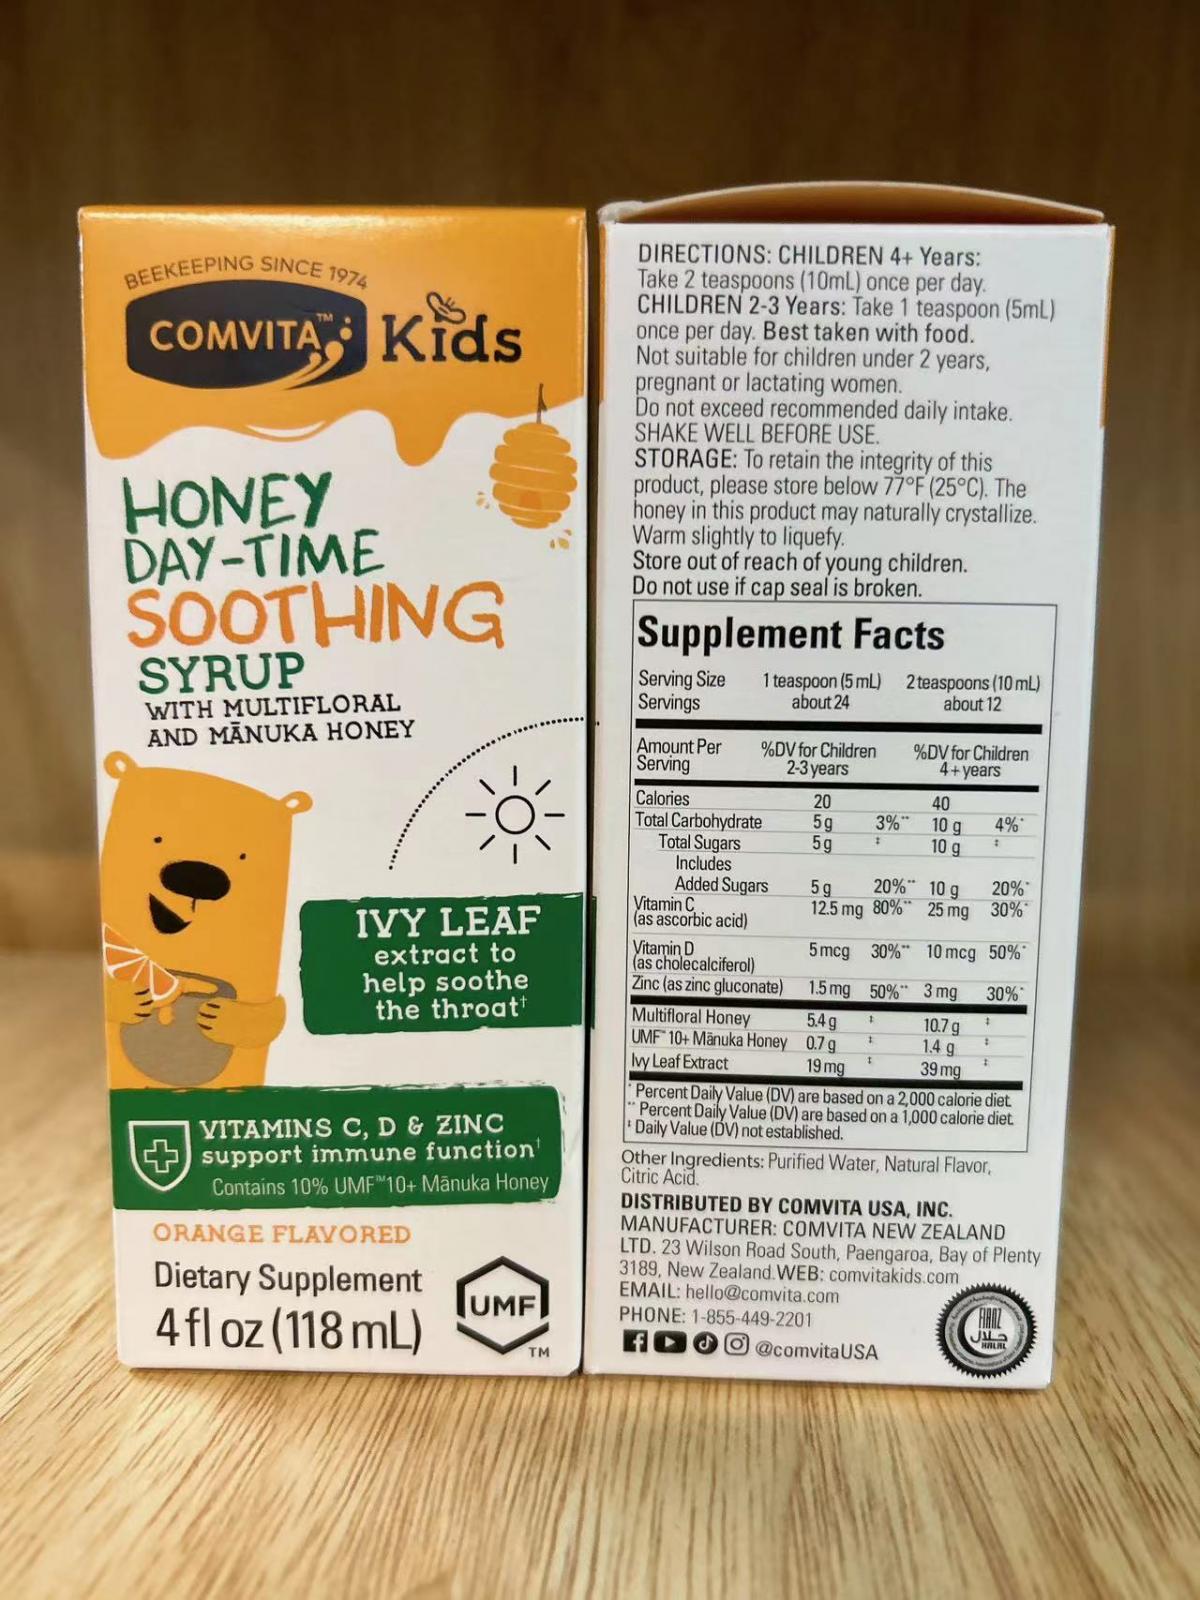 BEEKEEPING SINCE 1974
COMVITA™ Kids
HONEY
DAY-TIME
SOOTHING
SYRUP
WITH MULTIFLORAL
AND MĀNUKA HONEY
IVY LEAF
extract to
help soothe
the throat†
VITAMINS C, D & ZINC
support immune function†
Contains 10% UMF™10+ Mānuka Honey
ORANGE FLAVORED
Dietary Supplement
4 fl oz (118 mL)
UMF
TM
DIRECTIONS: CHILDREN 4+ Years:
Take 2 teaspoons (10mL) once per day.
CHILDREN 2-3 Years: Take 1 teaspoon (5mL)
once per day. Best taken with food.
Not suitable for children under 2 years,
pregnant or lactating women.
Do not exceed recommended daily intake.
SHAKE WELL BEFORE USE.
STORAGE: To retain the integrity of this
product, please store below 77°F (25°C). The
honey in this product may naturally crystallize.
Warm slightly to liquefy.
Store out of reach of young children.
Do not use if cap seal is broken.
Supplement Facts
Serving Size 1 teaspoon (5 mL) 2 teaspoons (10 mL)
Servings about 24 about 12
Amount Per %DV for Children %DV for Children
Serving 2-3 years 4+ years
Calories 20 40
Total Carbohydrate 5 g 3%** 10 g 4%*
Total Sugars 5 g ‡ 10 g ‡
Includes
Added Sugars 5 g 20%** 10 g 20%*
Vitamin C 12.5 mg 80%** 25 mg 30%*
(as ascorbic acid)
Vitamin D 5 mcg 30%** 10 mcg 50%*
(as cholecalciferol)
Zinc (as zinc gluconate) 1.5 mg 50%** 3 mg 30%*
Multifloral Honey 5.4 g ‡ 10.7 g ‡
UMF™ 10+ Mānuka Honey 0.7 g ‡ 1.4 g ‡
Ivy Leaf Extract 19 mg ‡ 39 mg ‡
* Percent Daily Value (DV) are based on a 2,000 calorie diet.
** Percent Daily Value (DV) are based on a 1,000 calorie diet.
‡ Daily Value (DV) not established.
Other Ingredients: Purified Water, Natural Flavor,
Citric Acid.
DISTRIBUTED BY COMVITA USA, INC.
MANUFACTURER: COMVITA NEW ZEALAND
LTD. 23 Wilson Road South, Paengaroa, Bay of Plenty
3189, New Zealand. WEB: comvitakids.com
EMAIL: hello@comvita.com
PHONE: 1-855-449-2201
@comvitaUSA
FIANZ
حلال
HALAL